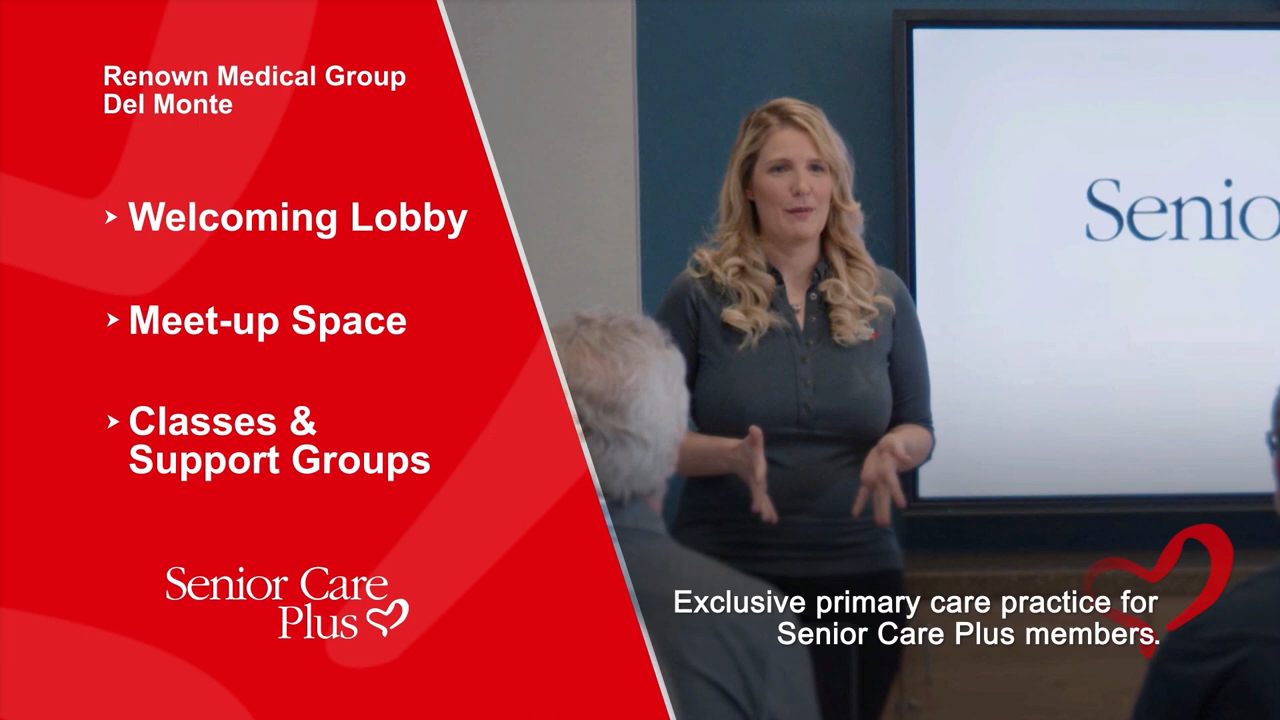 Renown Medical Group
Del Monte
Welcoming Lobby
Meet-up Space
Classes &
Support Groups
Senior Care
Plus
Senio
Exclusive primary care practice for
Senior Care Plus members.